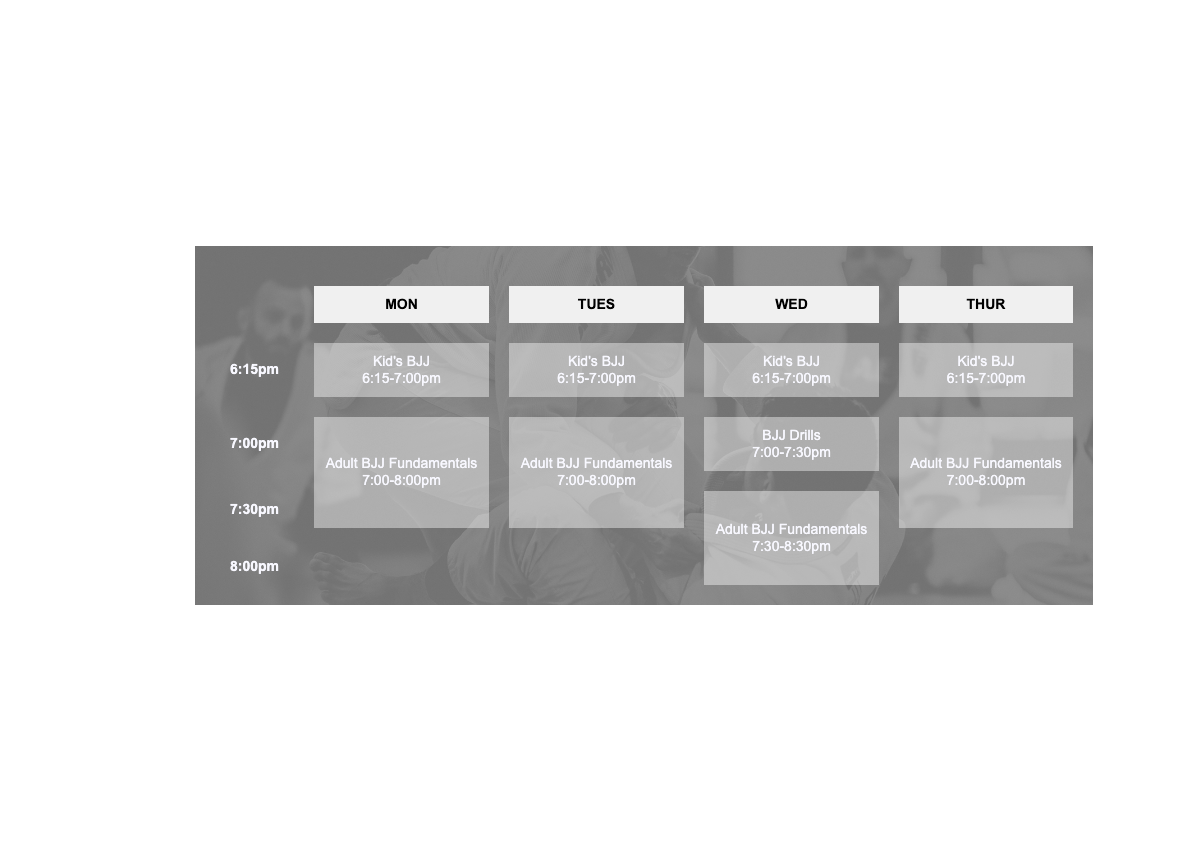 MON
TUES
WED
THUR
6:15pm
Kid's BJJ
6:15-7:00pm
Kid's BJJ
6:15-7:00pm
Kid's BJJ
6:15-7:00pm
Kid's BJJ
6:15-7:00pm
7:00pm
Adult BJJ Fundamentals
7:00-8:00pm
Adult BJJ Fundamentals
7:00-8:00pm
BJJ Drills
7:00-7:30pm
Adult BJJ Fundamentals
7:00-8:00pm
7:30pm
Adult BJJ Fundamentals
7:30-8:30pm
8:00pm